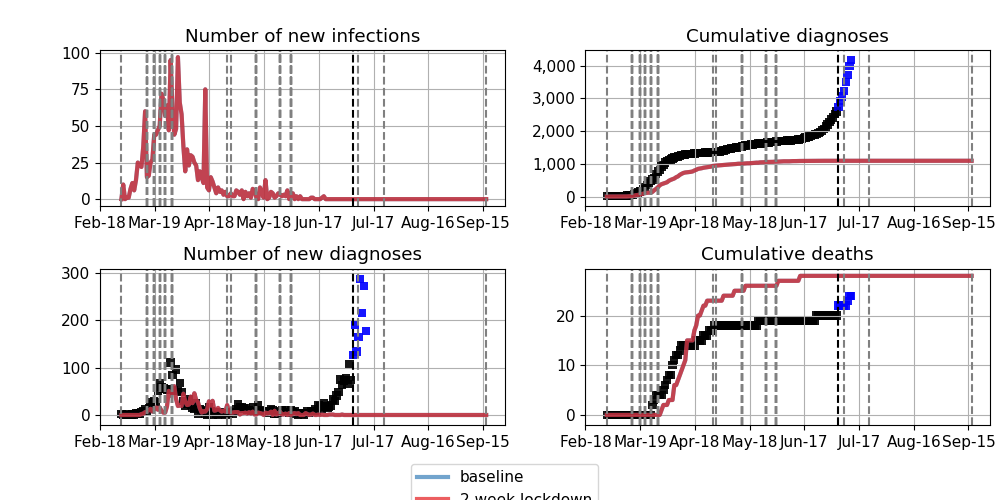 Number of new infections
100
75
50
25
0
Feb-18 Mar-19 Apr-18 May-18 Jun-17 Jul-17 Aug-16 Sep-15
Cumulative diagnoses
4,000
3,000
2,000
1,000
0
Feb-18 Mar-19 Apr-18 May-18 Jun-17 Jul-17 Aug-16 Sep-15
Number of new diagnoses
300
200
100
0
Feb-18 Mar-19 Apr-18 May-18 Jun-17 Jul-17 Aug-16 Sep-15
Cumulative deaths
20
10
0
Feb-18 Mar-19 Apr-18 May-18 Jun-17 Jul-17 Aug-16 Sep-15
baseline
2 week lockdown